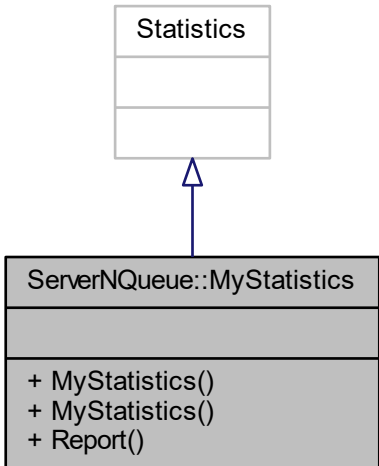 Statistics
ServerNQueue::MyStatistics
+ MyStatistics()
+ MyStatistics()
+ Report()